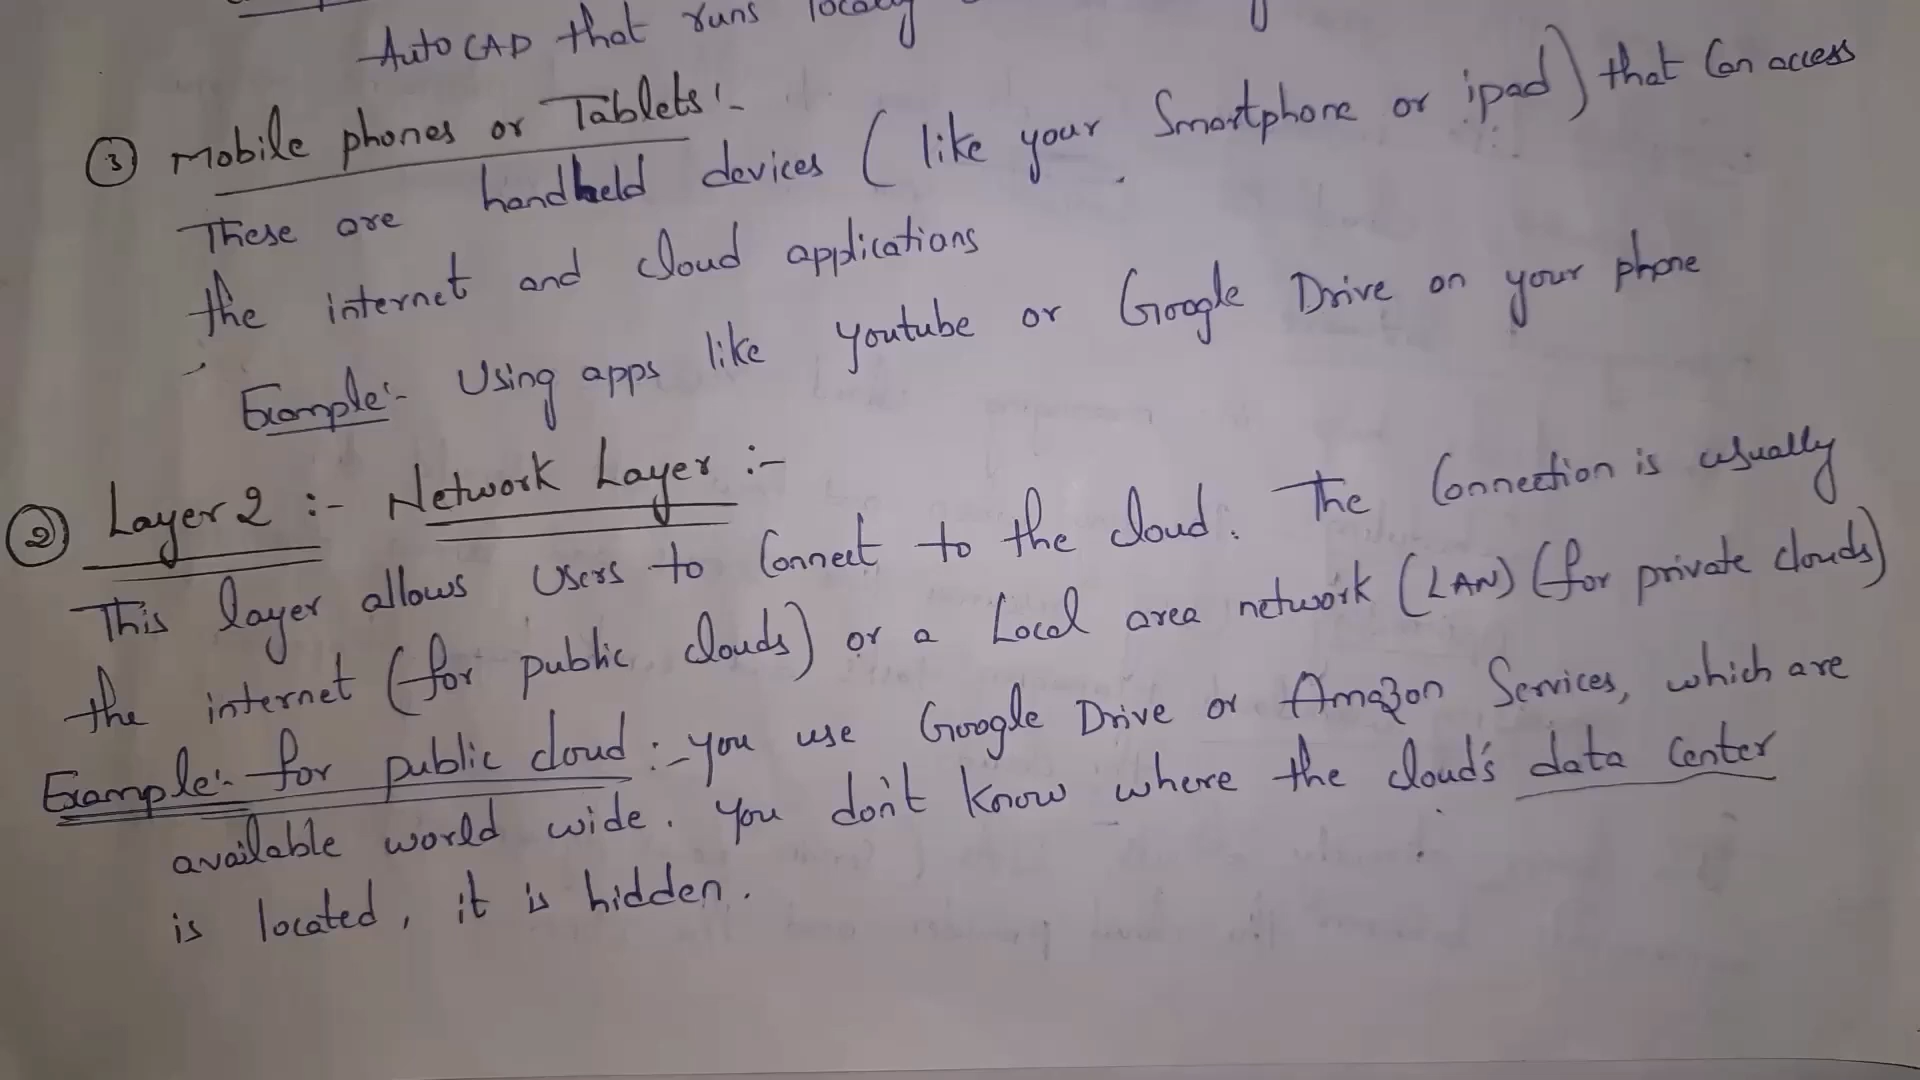 AutoCAD that runs locally
③ Mobile phones or Tablets :-
These are handheld devices ( like your Smartphone or ipad ) that Can access
the internet and cloud applications
Example :- Using apps like youtube or Google Drive on your phone
② Layer 2 :- Network Layer :-
This layer allows Users to Connect to the cloud. The Connection is usually
the internet (for public clouds) or a Local area network (LAN) (for private clouds)
Example :- for public cloud :- you use Google Drive or Amazon Services, which are
available world wide. you don't know where the cloud's data Center
is located, it is hidden.